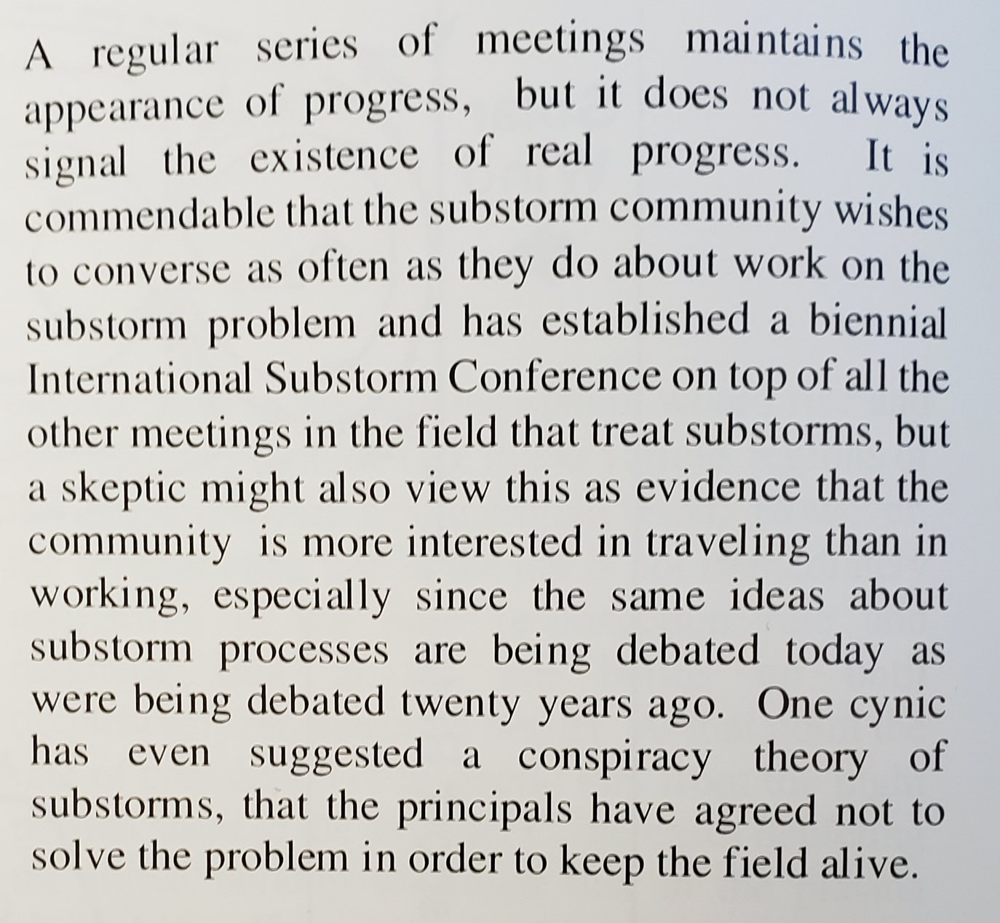 A regular series of meetings maintains the
appearance of progress, but it does not always
signal the existence of real progress. It is
commendable that the substorm community wishes
to converse as often as they do about work on the
substorm problem and has established a biennial
International Substorm Conference on top of all the
other meetings in the field that treat substorms, but
a skeptic might also view this as evidence that the
community is more interested in traveling than in
working, especially since the same ideas about
substorm processes are being debated today as
were being debated twenty years ago. One cynic
has even suggested a conspiracy theory of
substorms, that the principals have agreed not to
solve the problem in order to keep the field alive.